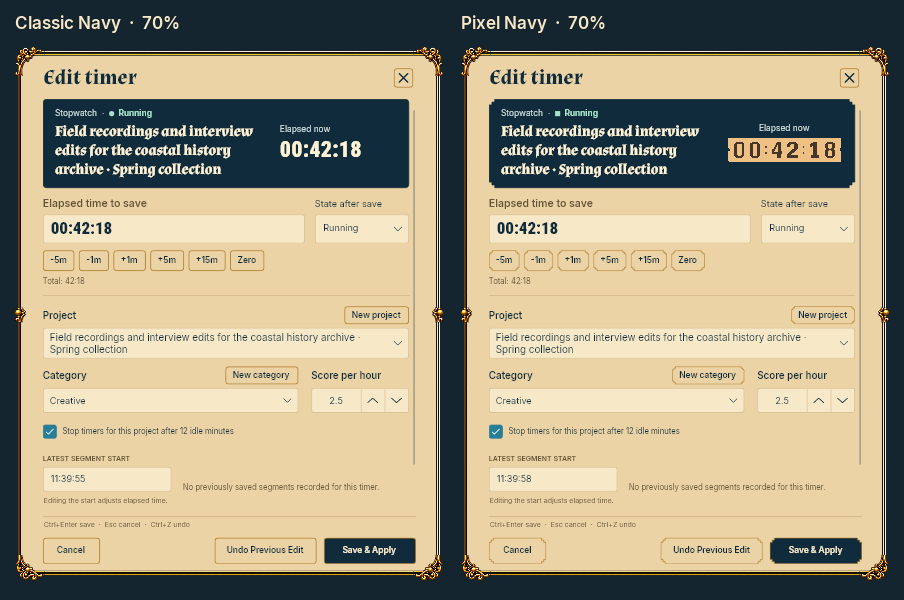 Classic Navy · 70%
Edit timer
Stopwatch · Running
Field recordings and interview
edits for the coastal history
archive · Spring collection
Elapsed now
00:42:18
Elapsed time to save
State after save
00:42:18
Running
-5m
-1m
+1m
+5m
+15m
Zero
Total: 42:18
Project
New project
Field recordings and interview edits for the coastal history archive ·
Spring collection
Category
New category
Score per hour
Creative
2.5
Stop timers for this project after 12 idle minutes
LATEST SEGMENT START
11:39:55
No previously saved segments recorded for this timer.
Editing the start adjusts elapsed time.
Ctrl+Enter save · Esc cancel · Ctrl+Z undo
Cancel
Undo Previous Edit
Save & Apply
Pixel Navy · 70%
Edit timer
Stopwatch · Running
Field recordings and interview
edits for the coastal history
archive · Spring collection
Elapsed now
00:42:18
Elapsed time to save
State after save
00:42:18
Running
-5m
-1m
+1m
+5m
+15m
Zero
Total: 42:18
Project
New project
Field recordings and interview edits for the coastal history archive ·
Spring collection
Category
New category
Score per hour
Creative
2.5
Stop timers for this project after 12 idle minutes
LATEST SEGMENT START
11:39:58
No previously saved segments recorded for this timer.
Editing the start adjusts elapsed time.
Ctrl+Enter save · Esc cancel · Ctrl+Z undo
Cancel
Undo Previous Edit
Save & Apply